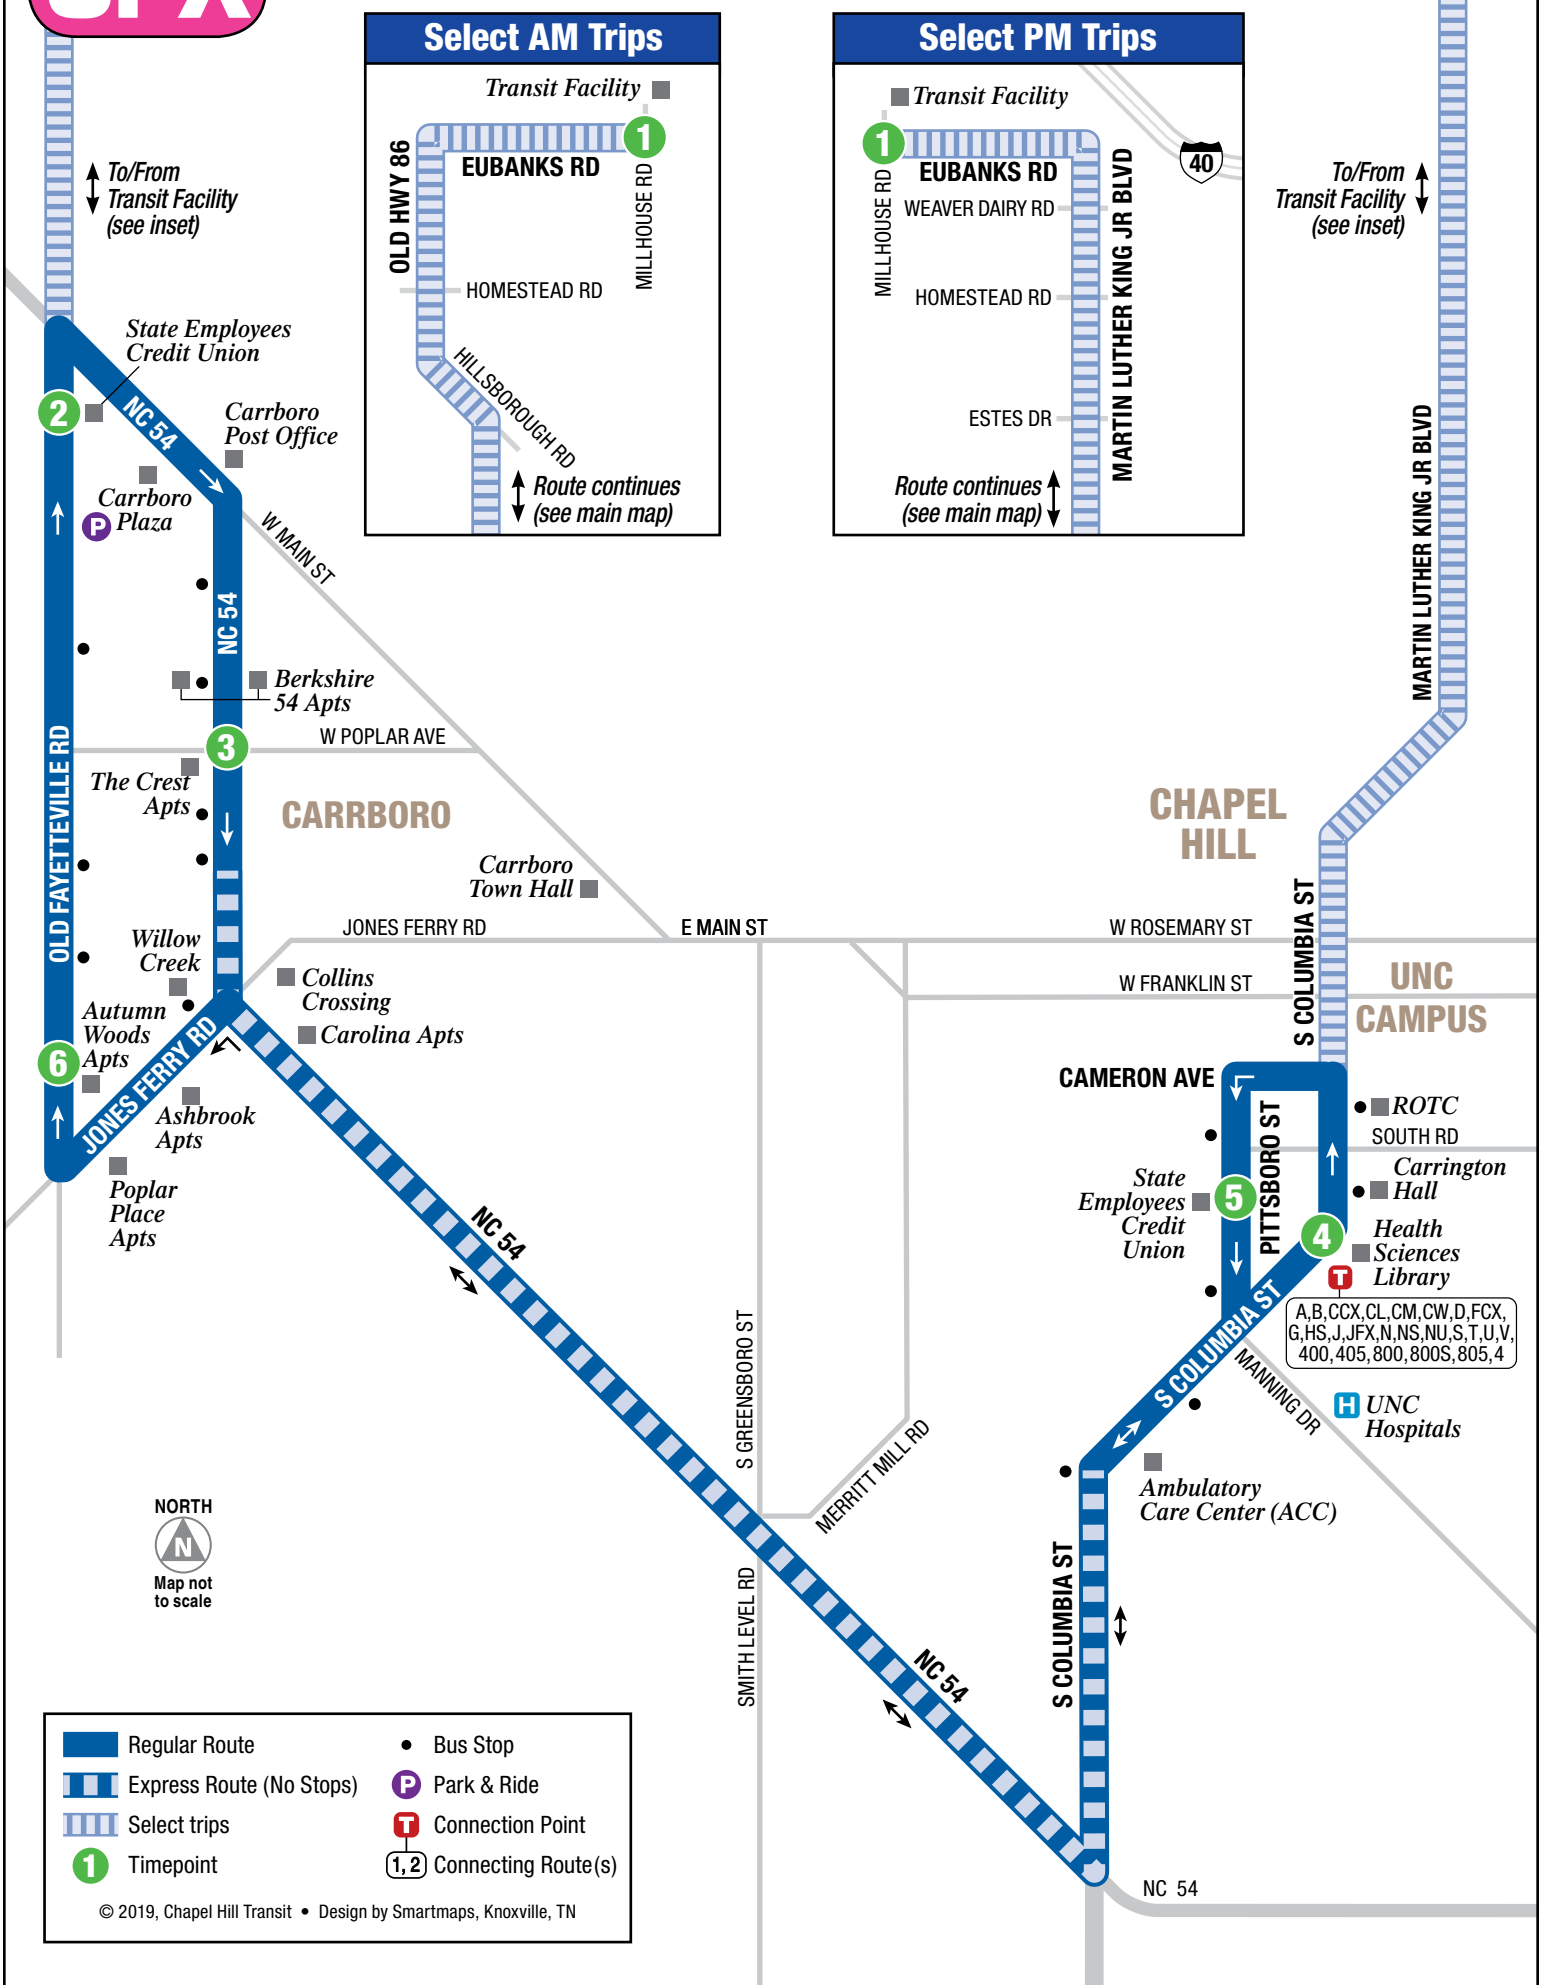 Select AM Trips
Transit Facility
1
EUBANKS RD
OLD HWY 86
MILLHOUSE RD
HOMESTEAD RD
HILLSBOROUGH RD
Route continues
(see main map)
Select PM Trips
Transit Facility
1
40
EUBANKS RD
MILLHOUSE RD
WEAVER DAIRY RD
HOMESTEAD RD
ESTES DR
MARTIN LUTHER KING JR BLVD
Route continues
(see main map)
To/From
Transit Facility
(see inset)
To/From
Transit Facility
(see inset)
State Employees
Credit Union
2
NC 54
Carrboro
Post Office
Carrboro
P Plaza
W MAIN ST
NC 54
Berkshire
54 Apts
MARTIN LUTHER KING JR BLVD
OLD FAYETTEVILLE RD
3
W POPLAR AVE
The Crest
Apts
CARRBORO
CHAPEL
HILL
Carrboro
Town Hall
JONES FERRY RD
E MAIN ST
W ROSEMARY ST
S COLUMBIA ST
Willow
Creek
Collins
Crossing
W FRANKLIN ST
UNC
CAMPUS
Autumn
Woods
Apts
6
Carolina Apts
JONES FERRY RD
CAMERON AVE
Ashbrook
Apts
PITTSBORO ST
ROTC
SOUTH RD
Poplar
Place
Apts
State
Employees
Credit
Union
5
Carrington
Hall
4
Health
Sciences
Library
T
A,B,CCX,CL,CM,CW,D,FCX,
G,HS,J,JFX,N,NS,NU,S,T,U,V,
400,405,800,800S,805,4
NC 54
S COLUMBIA ST
MANNING DR
H UNC
Hospitals
S GREENSBORO ST
MERRITT MILL RD
Ambulatory
Care Center (ACC)
NORTH
N
Map not
to scale
SMITH LEVEL RD
S COLUMBIA ST
NC 54
NC 54
Regular Route
Express Route (No Stops)
Select trips
1 Timepoint
Bus Stop
P Park & Ride
T Connection Point
1, 2 Connecting Route(s)
© 2019, Chapel Hill Transit • Design by Smartmaps, Knoxville, TN